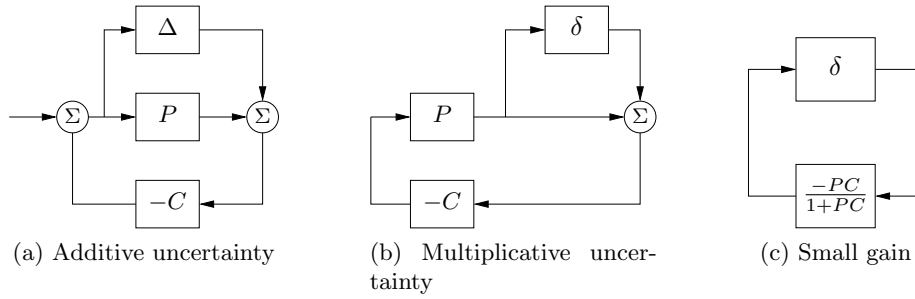 Δ
Σ
P
Σ
−C
(a) Additive uncertainty
δ
P
Σ
−C
(b) Multiplicative uncer-
tainty
δ
−PC
1+PC
(c) Small gain